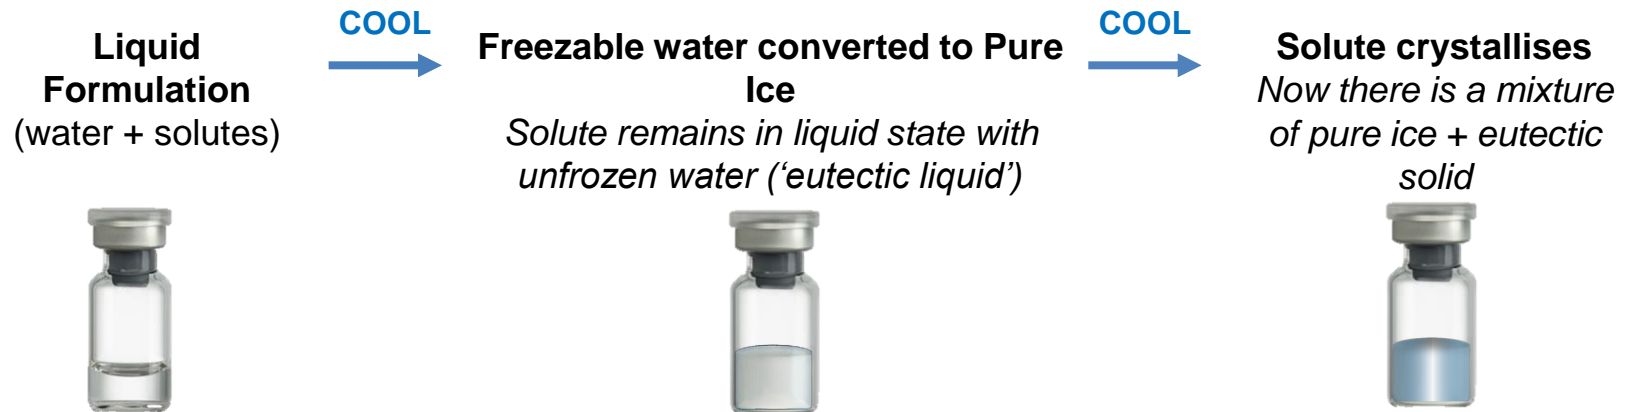 Liquid
Formulation
(water + solutes)
COOL
Freezable water converted to Pure
Ice
Solute remains in liquid state with
unfrozen water (‘eutectic liquid’)
COOL
Solute crystallises
Now there is a mixture
of pure ice + eutectic
solid